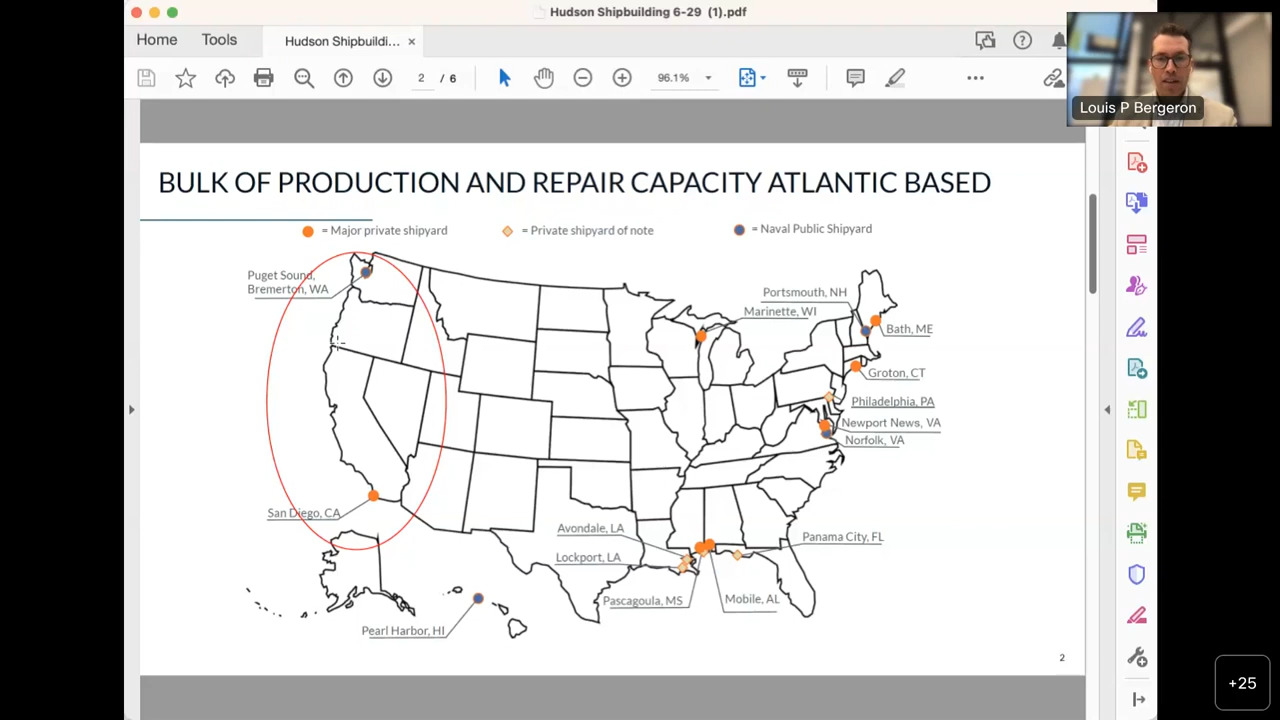 Hudson Shipbuilding 6-29 (1).pdf
Home
Tools
Hudson Shipbuildi...
2 / 6
96.1%
Louis P Bergeron
BULK OF PRODUCTION AND REPAIR CAPACITY ATLANTIC BASED
= Major private shipyard
= Private shipyard of note
= Naval Public Shipyard
Puget Sound,
Bremerton, WA
Portsmouth, NH
Marinette, WI
Bath, ME
Groton, CT
Philadelphia, PA
Newport News, VA
Norfolk, VA
San Diego, CA
Avondale, LA
Panama City, FL
Lockport, LA
Pascagoula, MS
Mobile, AL
Pearl Harbor, HI
2
+25